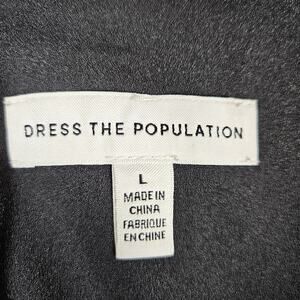 DRESS THE POPULATION
L
MADE IN
CHINA
FABRIQUE
EN CHINE